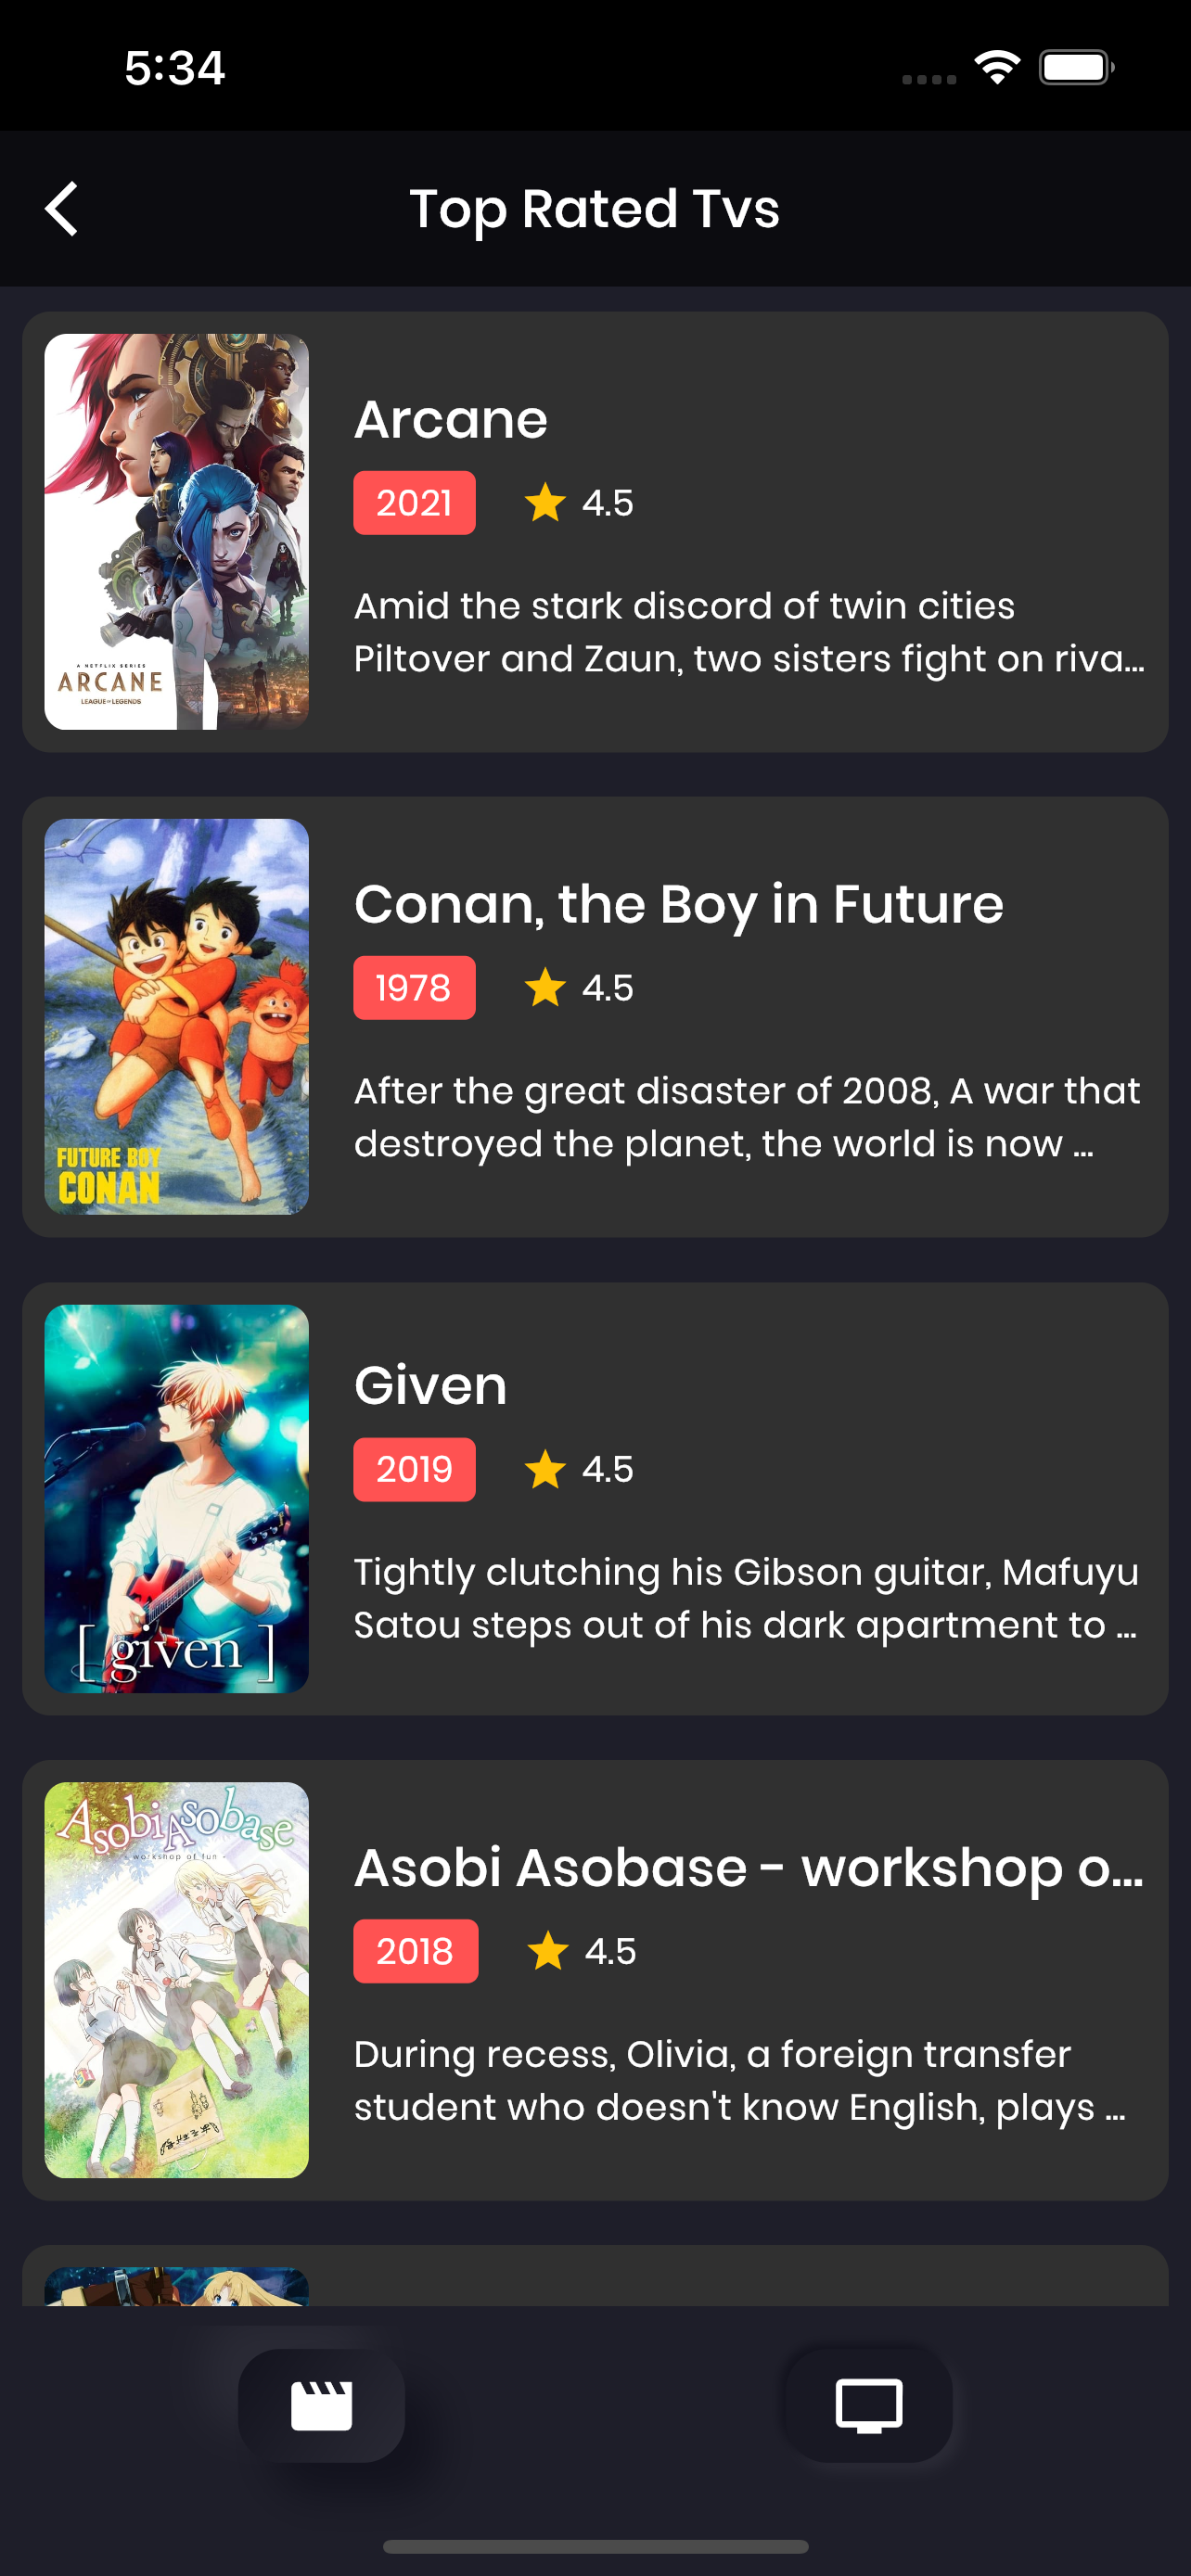 5:34
Top Rated Tvs
A NETFLIX SERIES
ARCANE
LEAGUE OF LEGENDS
Arcane
2021
4.5
Amid the stark discord of twin cities
Piltover and Zaun, two sisters fight on riva...
FUTURE BOY
CONAN
Conan, the Boy in Future
1978
4.5
After the great disaster of 2008, A war that
destroyed the planet, the world is now ...
[ given ]
Given
2019
4.5
Tightly clutching his Gibson guitar, Mafuyu
Satou steps out of his dark apartment to ...
Asobi Asobase
- workshop of fun -
Asobi Asobase - workshop o...
2018
4.5
During recess, Olivia, a foreign transfer
student who doesn't know English, plays ...